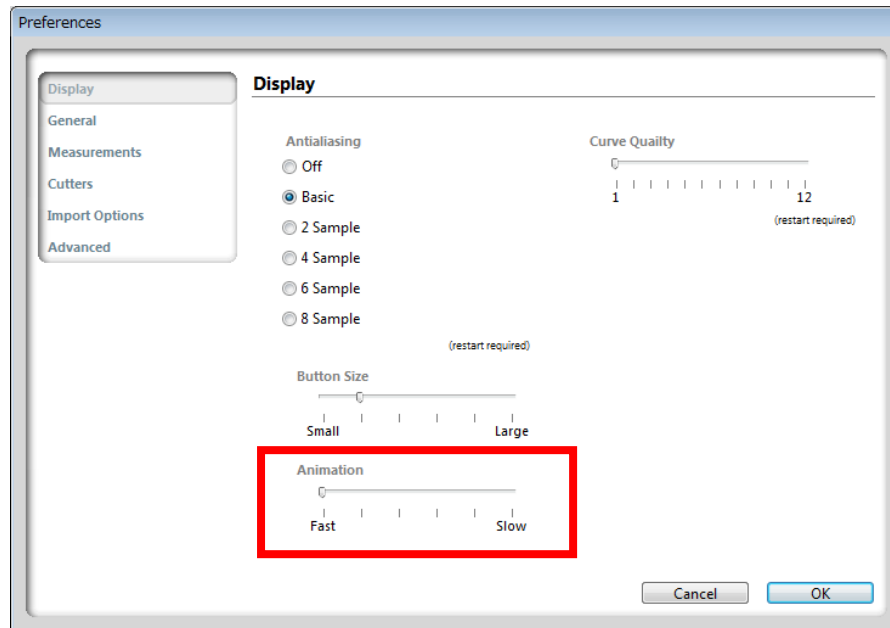 Preferences
Display
General
Measurements
Cutters
Import Options
Advanced
Display
Antialiasing
Off
Basic
2 Sample
4 Sample
6 Sample
8 Sample
(restart required)
Button Size
Small Large
Animation
Fast Slow
Curve Quailty
1 12
(restart required)
Cancel OK